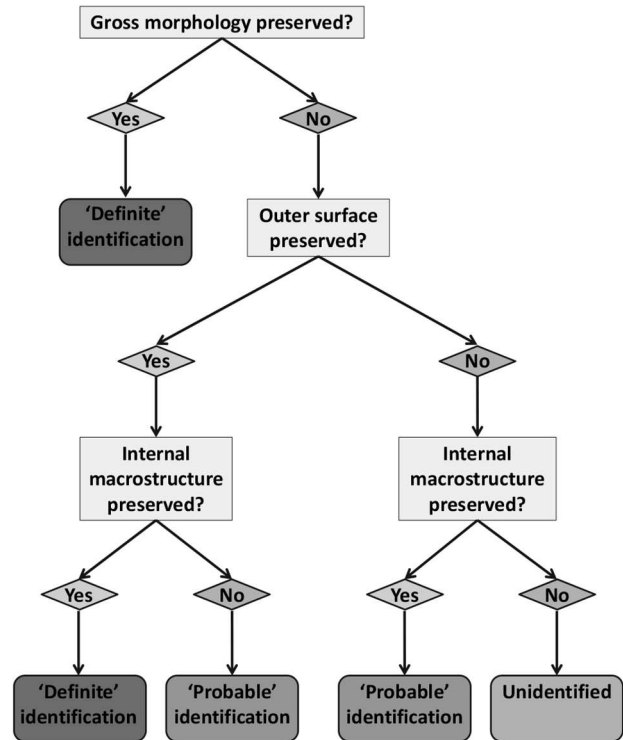 Gross morphology preserved?
Yes
No
‘Definite’
identification
Outer surface
preserved?
Yes
No
Internal
macrostructure
preserved?
Internal
macrostructure
preserved?
Yes
No
Yes
No
‘Definite’
identification
‘Probable’
identification
‘Probable’
identification
Unidentified